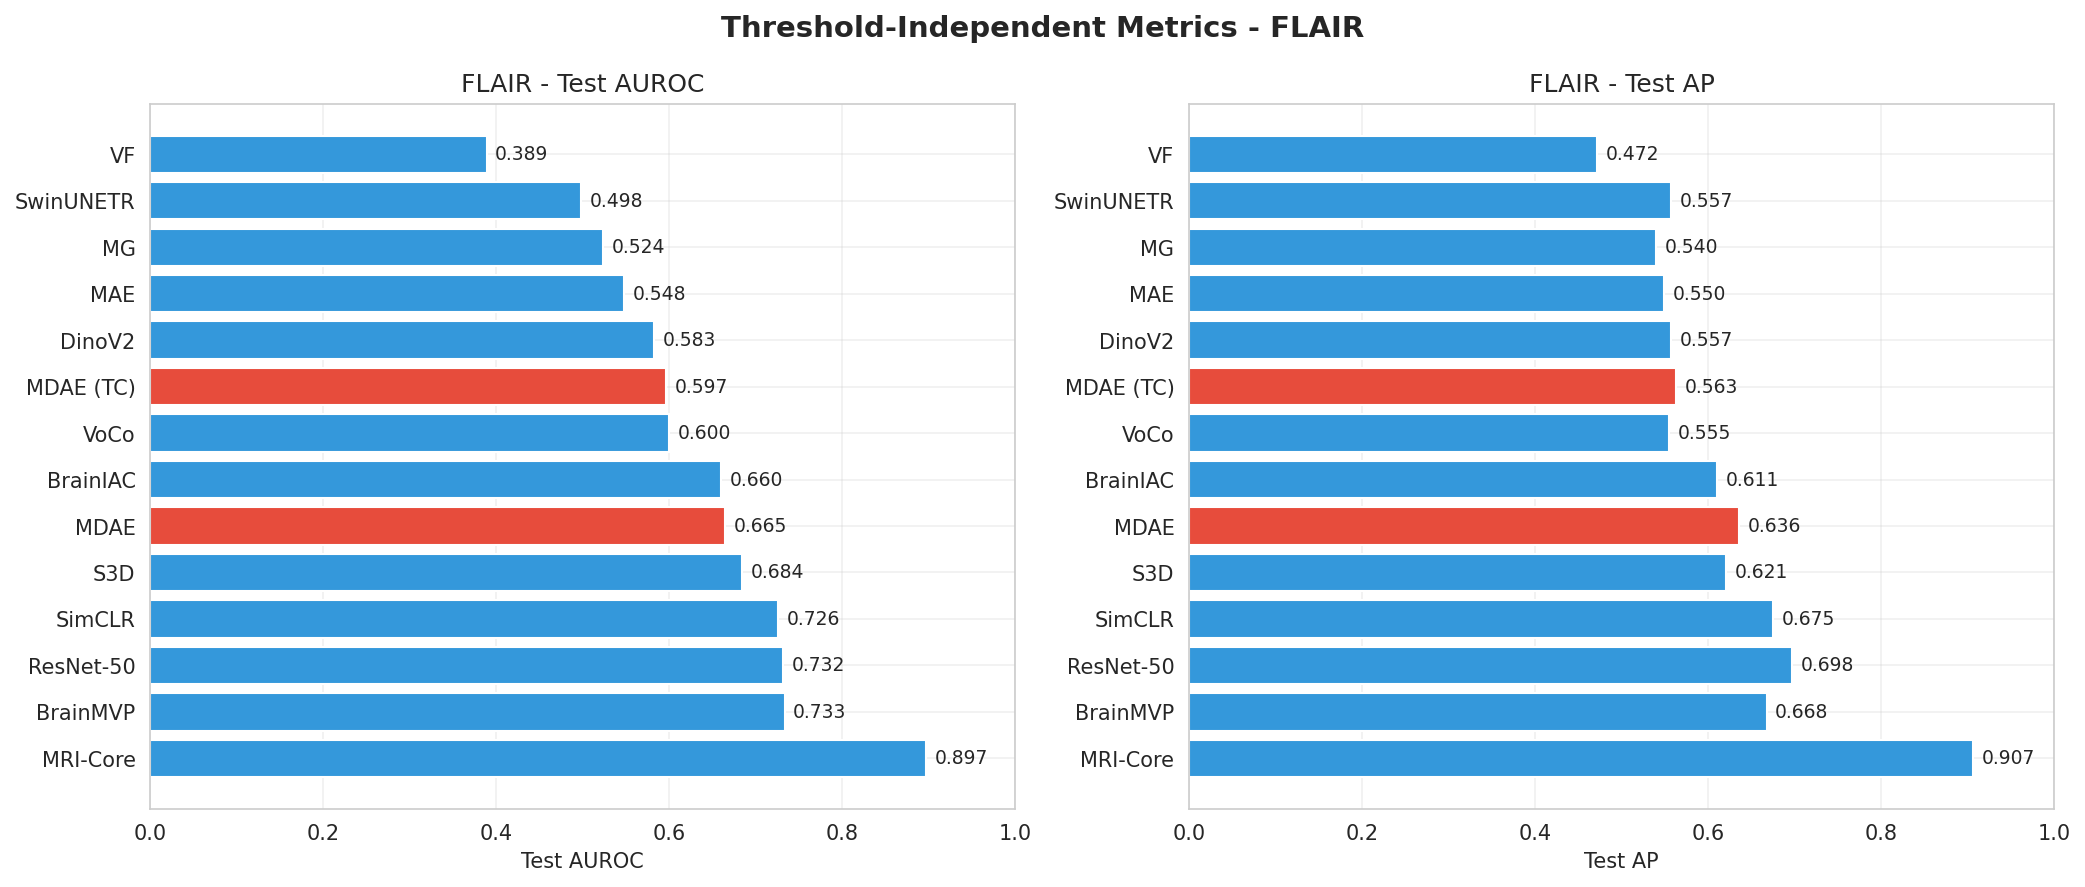 Threshold-Independent Metrics - FLAIR
FLAIR - Test AUROC
VF 0.389
SwinUNETR 0.498
MG 0.524
MAE 0.548
DinoV2 0.583
MDAE (TC) 0.597
VoCo 0.600
BrainIAC 0.660
MDAE 0.665
S3D 0.684
SimCLR 0.726
ResNet-50 0.732
BrainMVP 0.733
MRI-Core 0.897
0.0 0.2 0.4 0.6 0.8 1.0
Test AUROC
FLAIR - Test AP
VF 0.472
SwinUNETR 0.557
MG 0.540
MAE 0.550
DinoV2 0.557
MDAE (TC) 0.563
VoCo 0.555
BrainIAC 0.611
MDAE 0.636
S3D 0.621
SimCLR 0.675
ResNet-50 0.698
BrainMVP 0.668
MRI-Core 0.907
0.0 0.2 0.4 0.6 0.8 1.0
Test AP